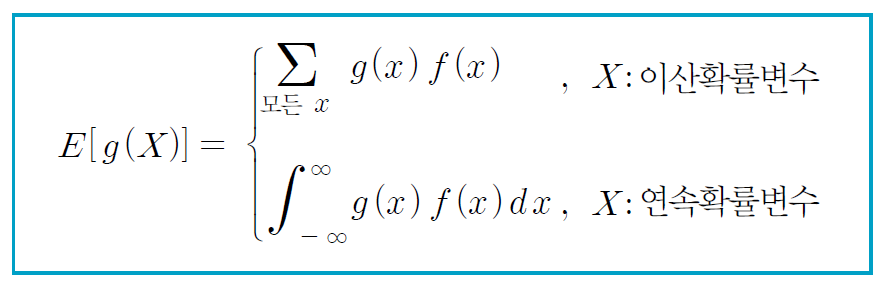 E[g(X)] = { ∑ g(x) f(x) , X: 이산확률변수
모든 x
∫_{-∞}^{∞} g(x) f(x) dx , X: 연속확률변수